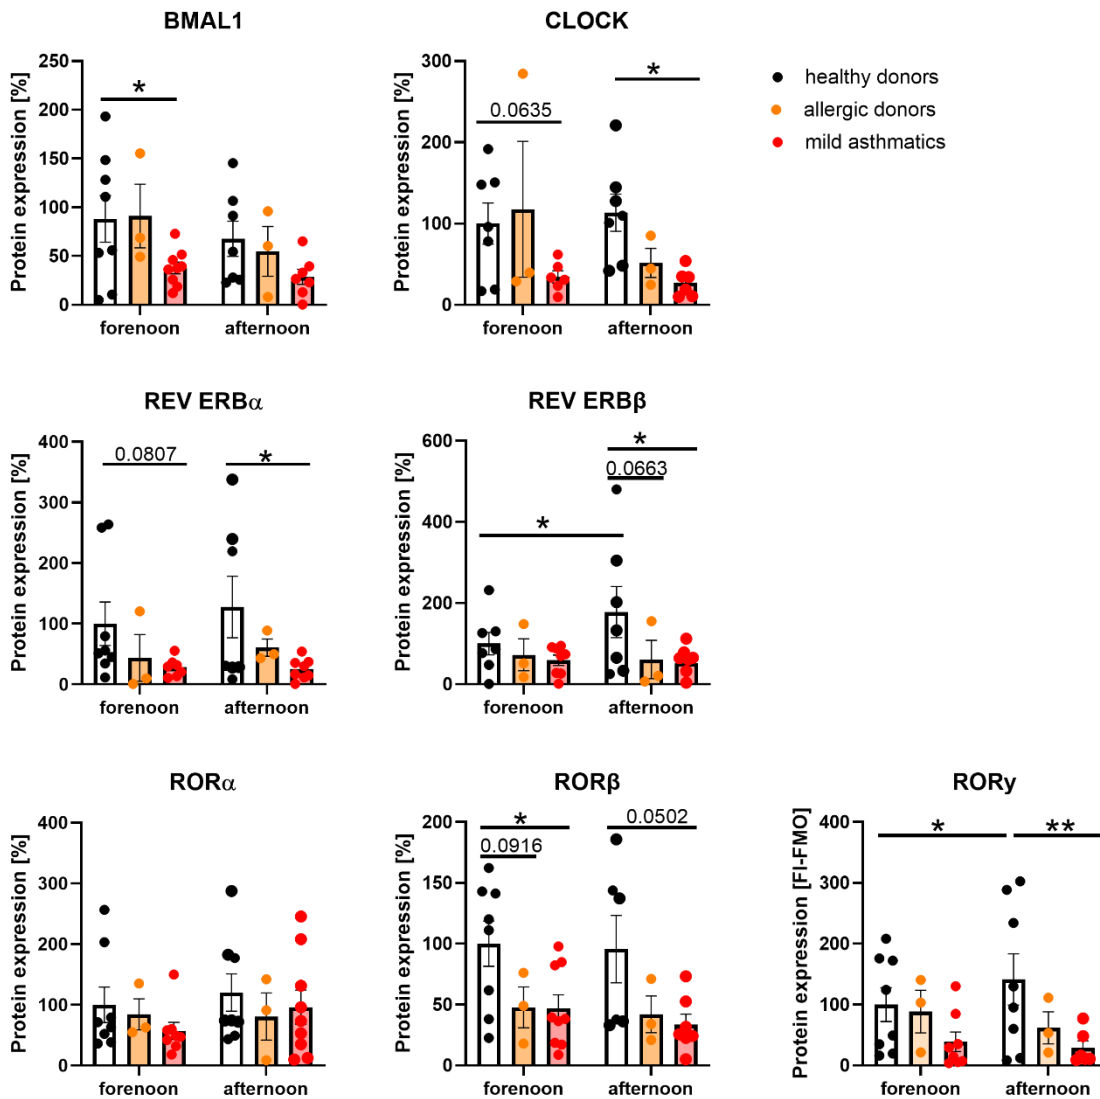 BMAL1
CLOCK
Protein expression [%]
250
200
150
100
50
0
*
forenoon
afternoon
Protein expression [%]
300
200
100
0
0.0635
*
forenoon
afternoon
healthy donors
allergic donors
mild asthmatics
REV ERBα
REV ERBβ
Protein expression [%]
400
300
200
100
0
0.0807
*
forenoon
afternoon
Protein expression [%]
600
400
200
0
*
*
0.0663
forenoon
afternoon
RORα
RORβ
RORy
Protein expression [%]
400
300
200
100
0
forenoon
afternoon
Protein expression [%]
200
150
100
50
0
*
0.0916
0.0502
forenoon
afternoon
Protein expression [FI-FMO]
400
300
200
100
0
*
**
forenoon
afternoon